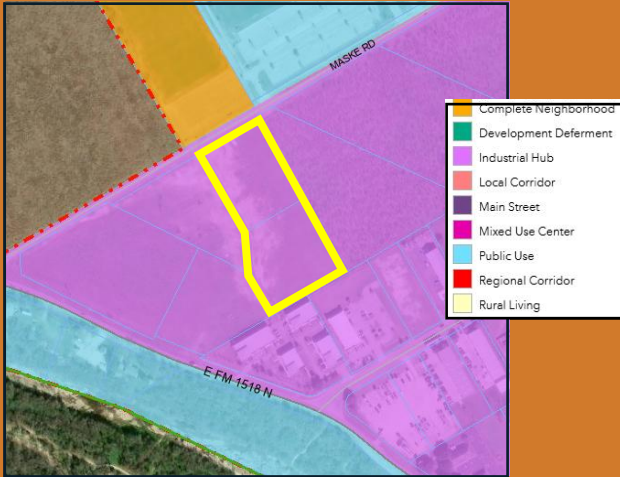 MASKE RD
Complete Neighborhood
Development Deferment
Industrial Hub
Local Corridor
Main Street
Mixed Use Center
Public Use
Regional Corridor
Rural Living
E FM 1518 N